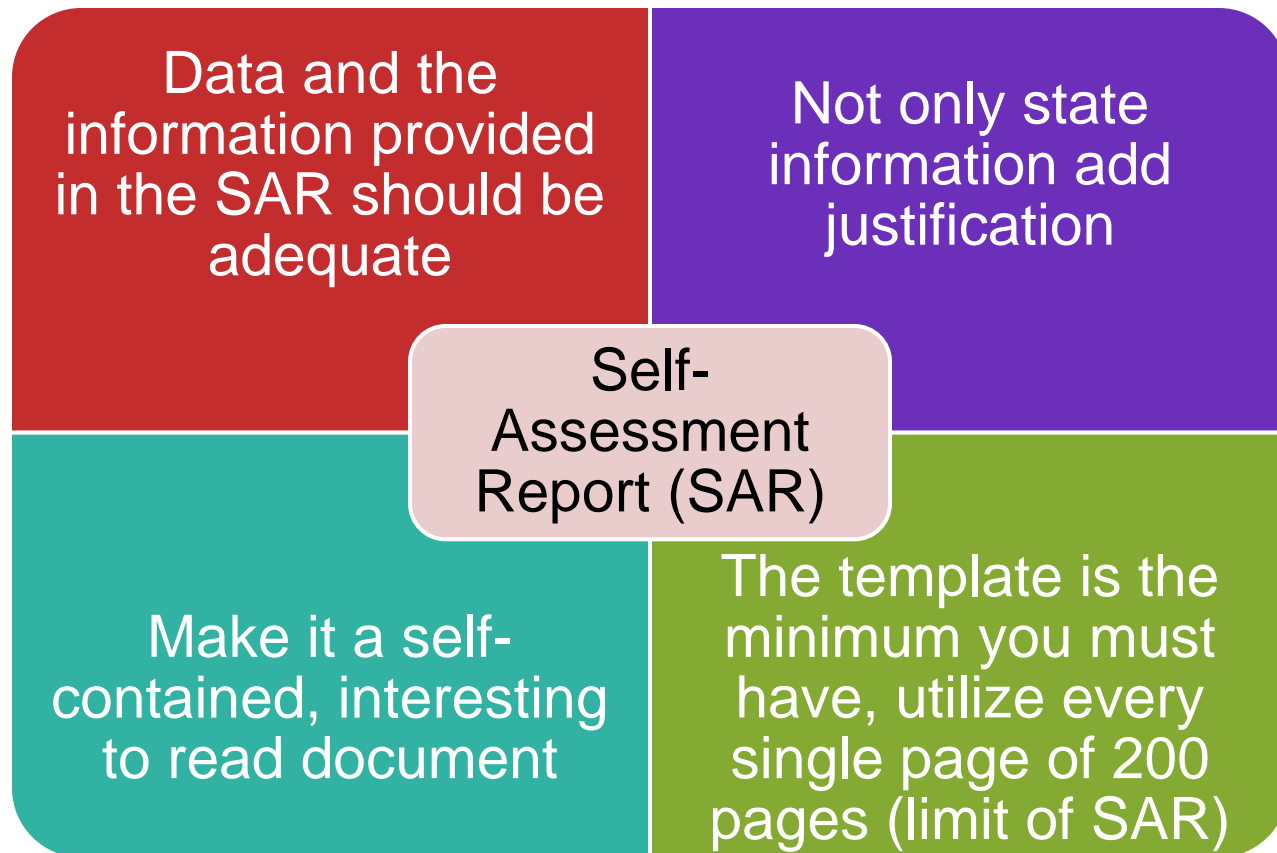 Data and the
information provided
in the SAR should be
adequate
Not only state
information add
justification
Self-
Assessment
Report (SAR)
Make it a self-
contained, interesting
to read document
The template is the
minimum you must
have, utilize every
single page of 200
pages (limit of SAR)